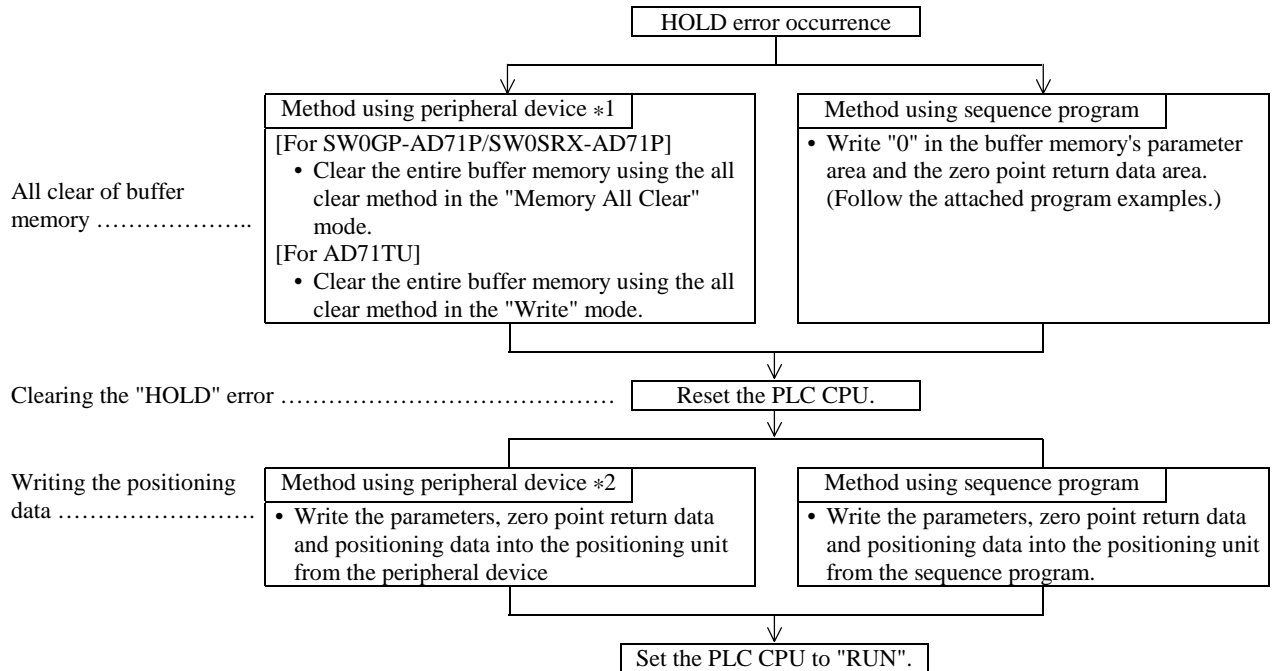 HOLD error occurrence
Method using peripheral device *1
[For SW0GP-AD71P/SW0SRX-AD71P]
• Clear the entire buffer memory using the all
clear method in the "Memory All Clear"
mode.
[For AD71TU]
• Clear the entire buffer memory using the all
clear method in the "Write" mode.
Method using sequence program
• Write "0" in the buffer memory's parameter
area and the zero point return data area.
(Follow the attached program examples.)
All clear of buffer
memory ………………..
Clearing the "HOLD" error ……………………………………
Reset the PLC CPU.
Writing the positioning
data ……………………
Method using peripheral device *2
• Write the parameters, zero point return data
and positioning data into the positioning unit
from the peripheral device
Method using sequence program
• Write the parameters, zero point return data
and positioning data into the positioning unit
from the sequence program.
Set the PLC CPU to "RUN".